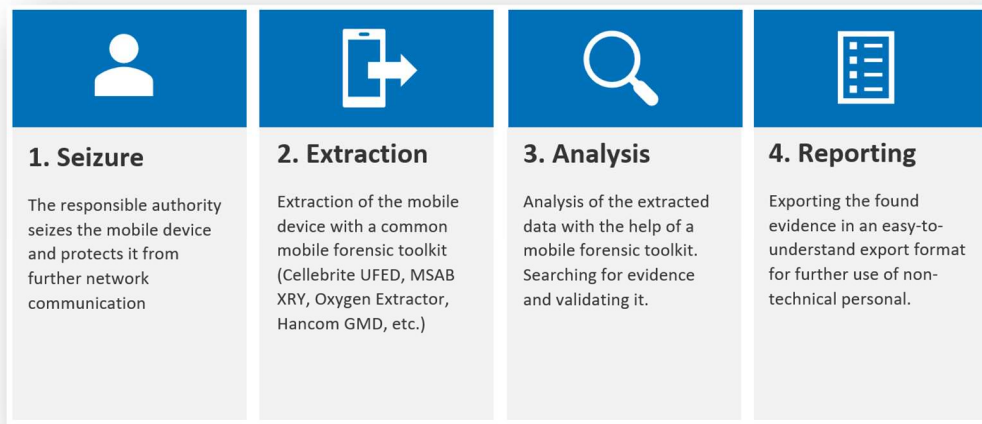 1. Seizure
The responsible authority
seizes the mobile device
and protects it from
further network
communication
2. Extraction
Extraction of the mobile
device with a common
mobile forensic toolkit
(Cellebrite UFED, MSAB
XRY, Oxygen Extractor,
Hancom GMD, etc.)
3. Analysis
Analysis of the extracted
data with the help of a
mobile forensic toolkit.
Searching for evidence
and validating it.
4. Reporting
Exporting the found
evidence in an easy-to-
understand export format
for further use of non-
technical personal.